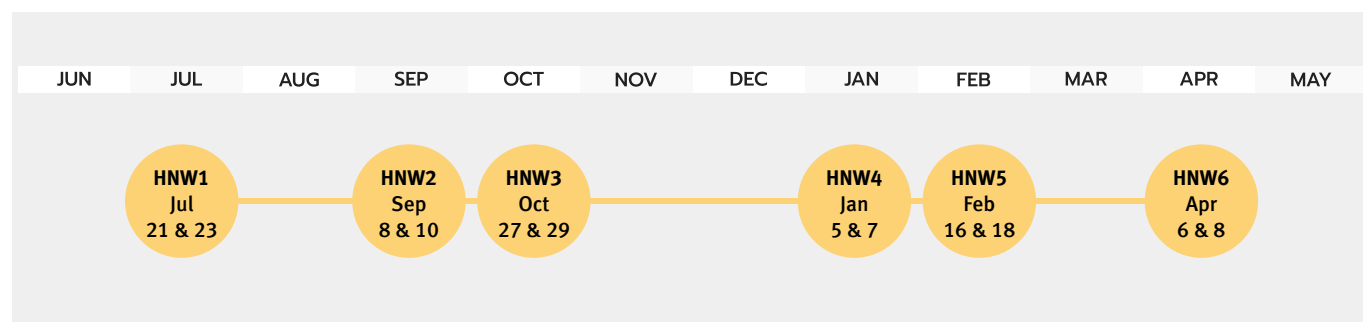 JUN JUL AUG SEP OCT NOV DEC JAN FEB MAR APR MAY
HNW1
Jul
21 & 23
HNW2
Sep
8 & 10
HNW3
Oct
27 & 29
HNW4
Jan
5 & 7
HNW5
Feb
16 & 18
HNW6
Apr
6 & 8